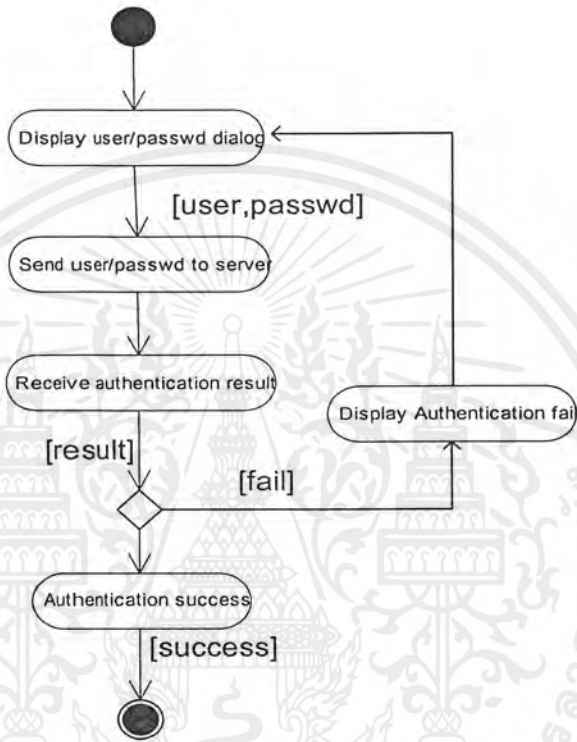 Display user/passwd dialog
[user,passwd]
Send user/passwd to server
Receive authentication result
Display Authentication fail
[result]
[fail]
Authentication success
[success]